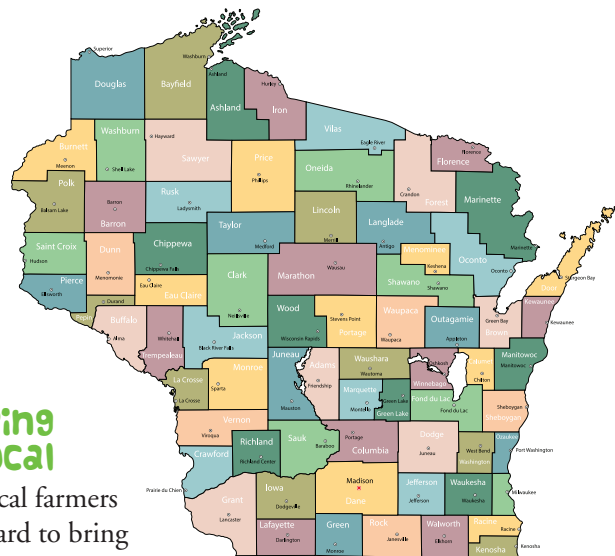 Superior
Washburn
Douglas
Bayfield
Ashland
Hurley
Ashland
Iron
Vilas
Washburn
Hayward
Eagle River
Florence
Burnett
Sawyer
Price
Florence
Meenon
Shell Lake
Oneida
Polk
Phillips
Rhinelander
Crandon
Rusk
Forest
Marinette
Barron
Balsam Lake
Barron
Ladysmith
Lincoln
Taylor
Langlade
Saint Croix
Dunn
Chippewa
Merrill
Antigo
Menominee
Marinette
Hudson
Medford
Oconto
Chippewa Falls
Clark
Marathon
Wausau
Keshena
Oconto
Menomonie
Sturgeon Bay
Pierce
Eau Claire
Shawano
Shawano
Door
Ellsworth
Eau Claire
Durand
Neillsville
Wood
Waupaca
Outagamie
Kewaunee
Pepin
Buffalo
Stevens Point
Green Bay
Kewaunee
Alma
Whitehall
Jackson
Wisconsin Rapids
Portage
Waupaca
Appleton
Brown
Black River Falls
Trempealeau
Juneau
Adams
Waushara
Oshkosh
Manitowoc
Monroe
Wautoma
Manitowoc
La Crosse
Sparta
Friendship
Marquette
Winnebago
Chilton
La Crosse
Mauston
Montello
Green Lake
Fond du Lac
Sheboygan
Green Lake
Fond du Lac
Sheboygan
Vernon
Viroqua
Richland
Sauk
Portage
Dodge
Ozaukee
Baraboo
Columbia
Juneau
West Bend
Port Washington
Crawford
Richland Center
Washington
Prairie du Chien
Iowa
Madison
Jefferson
Waukesha
Grant
Dane
Jefferson
Waukesha
Milwaukee
Dodgeville
Lancaster
Lafayette
Green
Rock
Walworth
Racine
Racine
Darlington
Monroe
Janesville
Elkhorn
Kenosha
Kenosha
ing
ocal
cal farmers
ard to bring